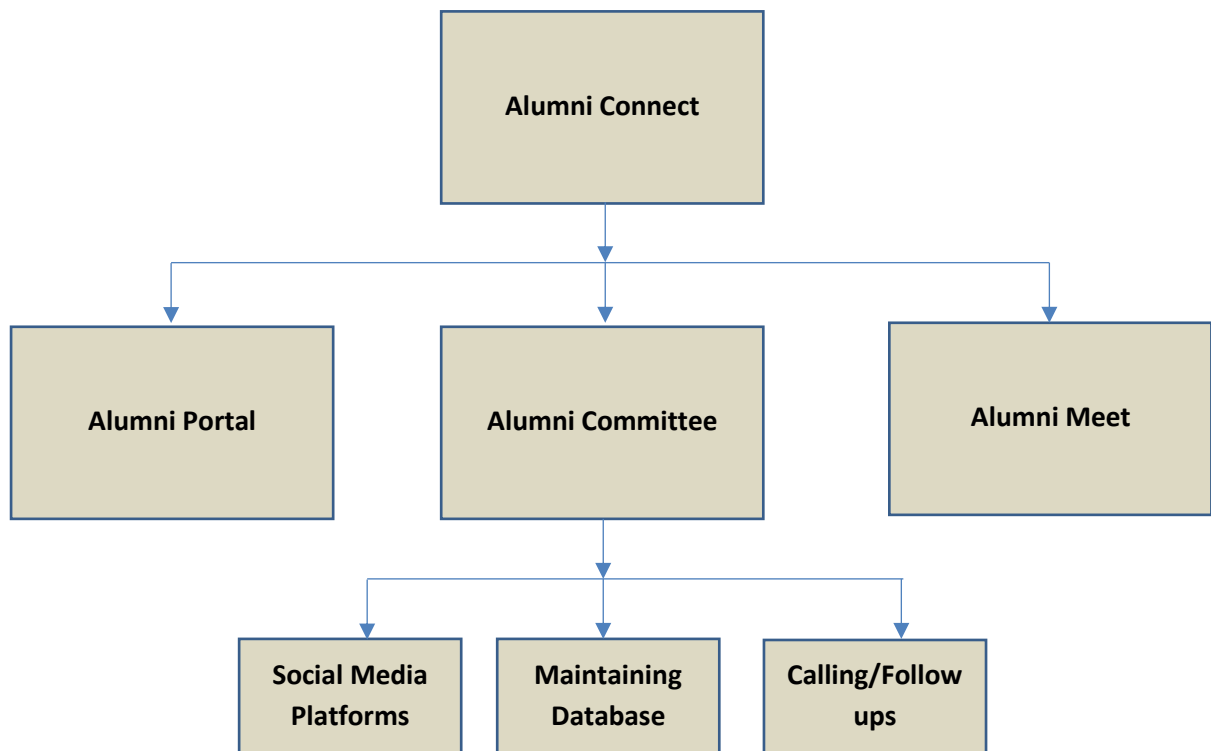 Alumni Connect
Alumni Portal
Alumni Committee
Alumni Meet
Social Media
Platforms
Maintaining
Database
Calling/Follow
ups